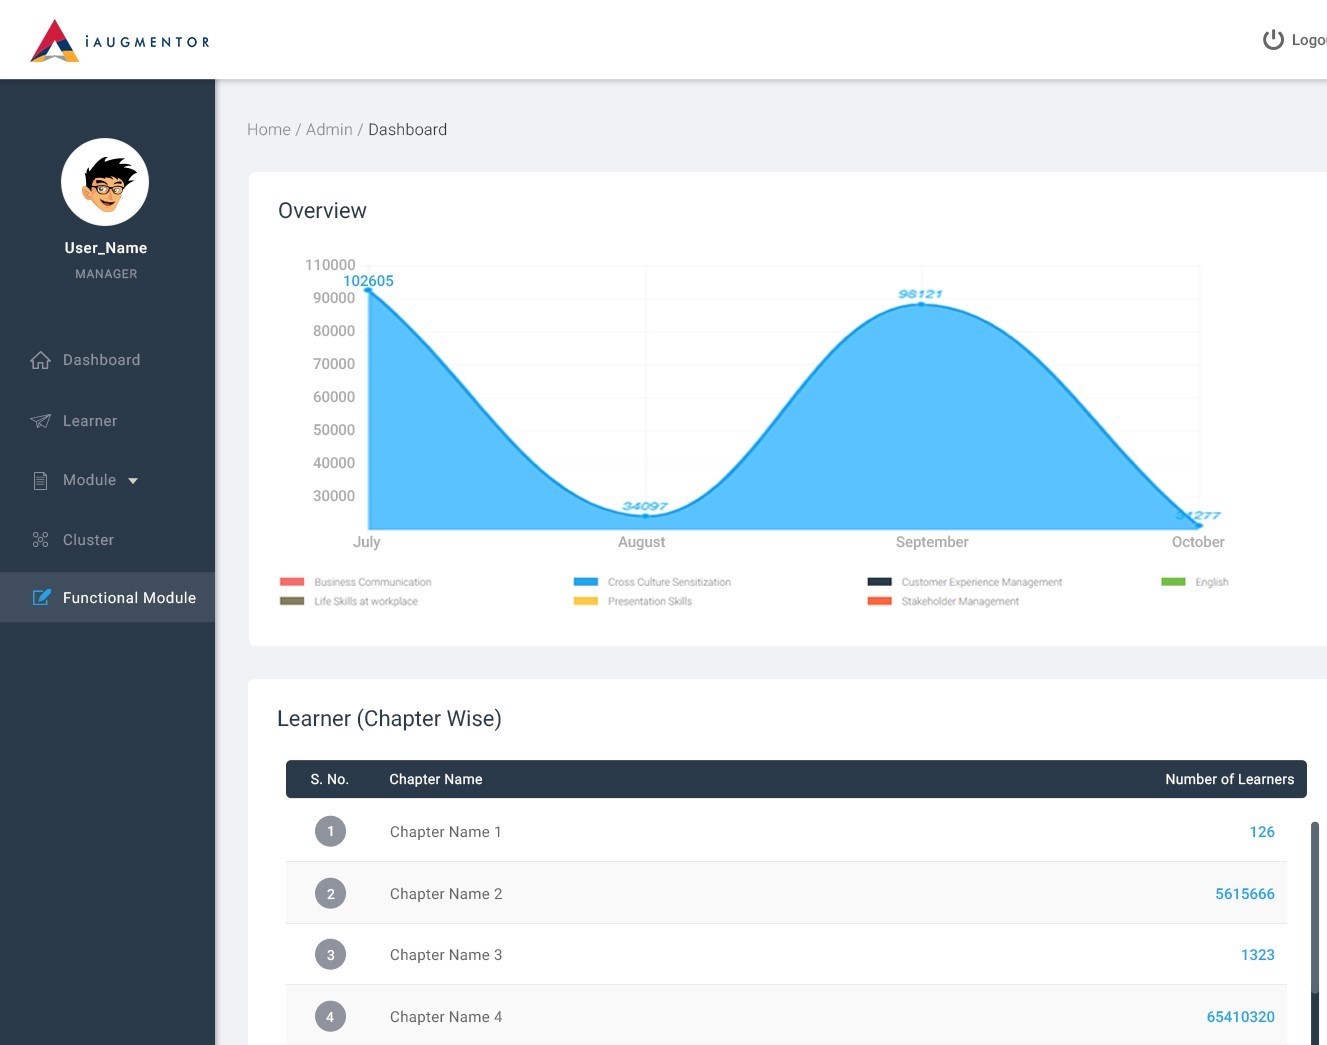 iAUGMENTOR
Logo
Home / Admin / Dashboard
User_Name
MANAGER
Dashboard
Learner
Module
Cluster
Functional Module
Overview
110000
102605
90000
98121
80000
70000
60000
50000
40000
30000
34097
31277
July August September October
Business Communication Cross Culture Sensitization Customer Experience Management English
Life Skills at workplace Presentation Skills Stakeholder Management
Learner (Chapter Wise)
S. No. Chapter Name Number of Learners
1 Chapter Name 1 126
2 Chapter Name 2 5615666
3 Chapter Name 3 1323
4 Chapter Name 4 65410320